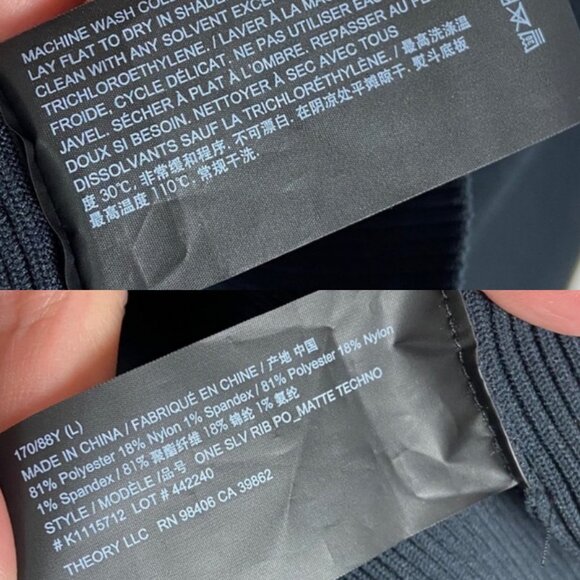 MACHINE WASH COL
LAY FLAT TO DRY IN SHADE
CLEAN WITH ANY SOLVENT EXCE
TRICHLOROETHYLENE. / LAVER À LA MA
FROIDE, CYCLE DÉLICAT, NE PAS UTILISER EAU
JAVEL. SÉCHER À PLAT À L'OMBRE. REPASSER AU FE
DOUX SI BESOIN. NETTOYER À SEC AVEC TOUS
DISSOLVANTS SAUF LA TRICHLORÉTHYLÈNE. / 最高洗涤温
度 30°C, 非常缓和程序. 不可漂白. 在阴凉处平摊晾干. 熨斗底板
最高温度 110°C, 常规干洗.
170/88Y (L)
MADE IN CHINA / FABRIQUÉ EN CHINE / 产地 中国
81% Polyester 18% Nylon 1% Spandex / 81% Polyester 18% Nylon
1% Spandex / 81% 聚酯纤维 18% 锦纶 1% 氨纶
STYLE / MODÈLE / 品号 ONE SLV RIB PO_MATTE TECHNO
# K1115712 LOT # 442240
THEORY LLC RN 98406 CA 39862